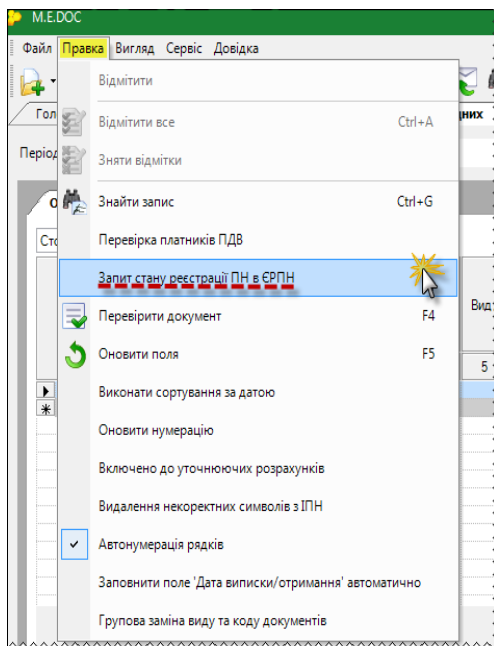 M.E.DOC
Файл Правка Вигляд Сервіс Довідка
Відмітити
Гол
них
Відмітити все Ctrl+A
Період
Зняти відмітки
Знайти запис Ctrl+G
Перевірка платників ПДВ
Запит стану реєстрації ПН в ЄРПН
Перевірити документ F4
Вид
Оновити поля F5
5
Виконати сортування за датою
Оновити нумерацію
Включено до уточнюючих розрахунків
Видалення некоректних символів з ІПН
Автонумерація рядків
Заповнити поле 'Дата виписки/отримання' автоматично
Групова заміна виду та коду документів